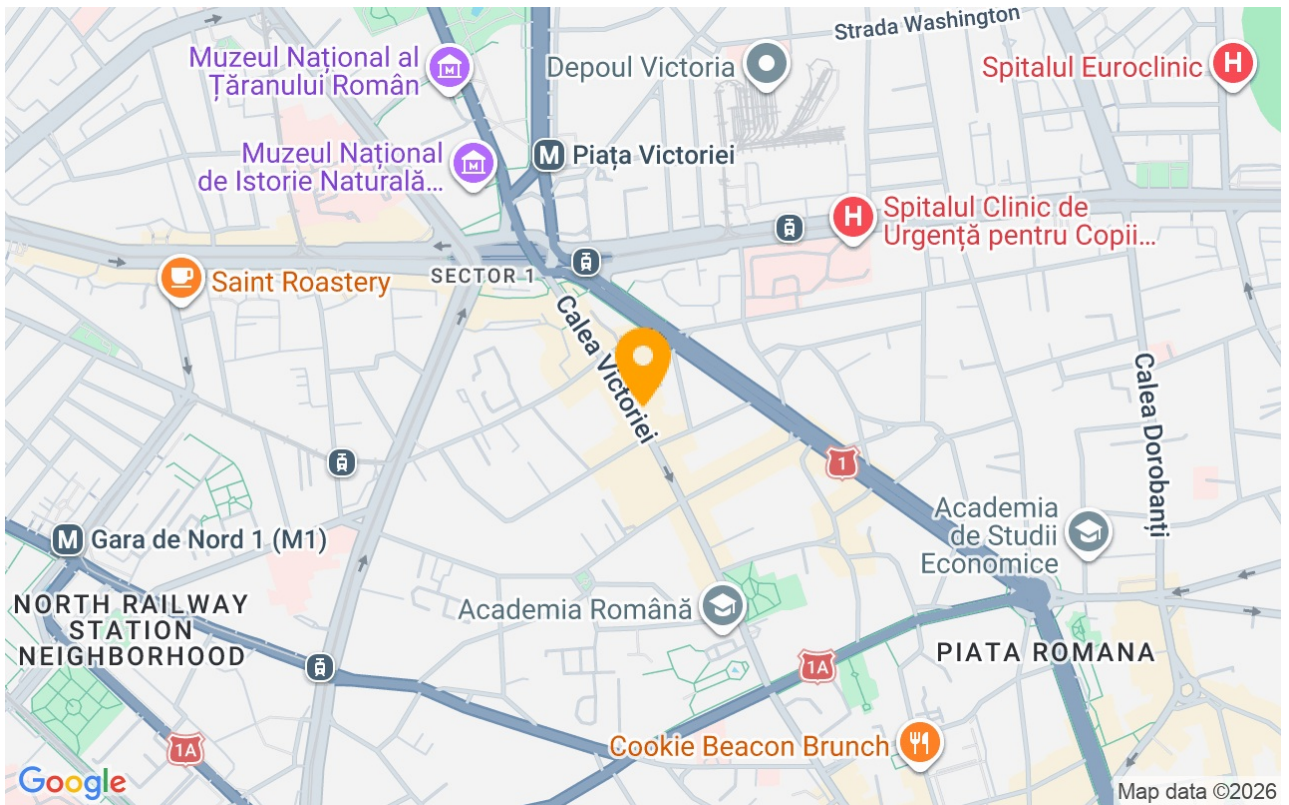 Strada Washington
Muzeul Național al
Țăranului Român
Depoul Victoria
Spitalul Euroclinic
H
M
Piața Victoriei
Muzeul Național
de Istorie Naturală...
H
Spitalul Clinic de
Urgență pentru Copii...
SECTOR 1
Saint Roastery
Calea Victoriei
Calea Dorobanți
1
Academia
de Studii
Economice
M
Gara de Nord 1 (M1)
NORTH RAILWAY
STATION
NEIGHBORHOOD
Academia Română
1A
PIATA ROMANA
1A
Cookie Beacon Brunch
Google
Map data ©2026